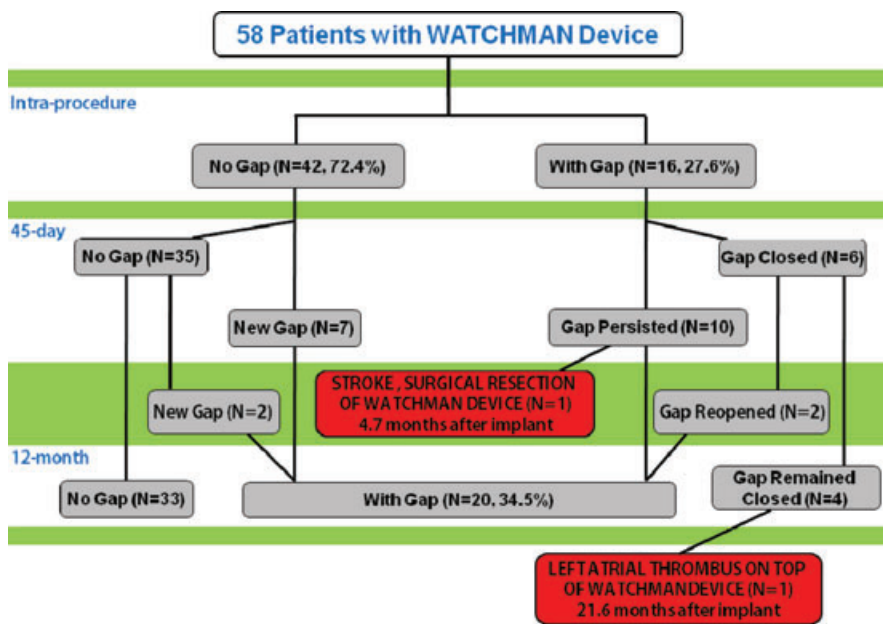 58 Patients with WATCHMAN Device
Intra-procedure
No Gap (N=42, 72.4%)
With Gap (N=16, 27.6%)
45-day
No Gap (N=35)
Gap Closed (N=6)
New Gap (N=7)
Gap Persisted (N=10)
STROKE, SURGICAL RESECTION
OF WATCHMAN DEVICE (N=1)
4.7 months after implant
New Gap (N=2)
Gap Reopened (N=2)
12-month
No Gap (N=33)
With Gap (N=20, 34.5%)
Gap Remained
Closed (N=4)
LEFT ATRIAL THROMBUS ON TOP
OF WATCHMAN DEVICE (N=1)
21.6 months after implant